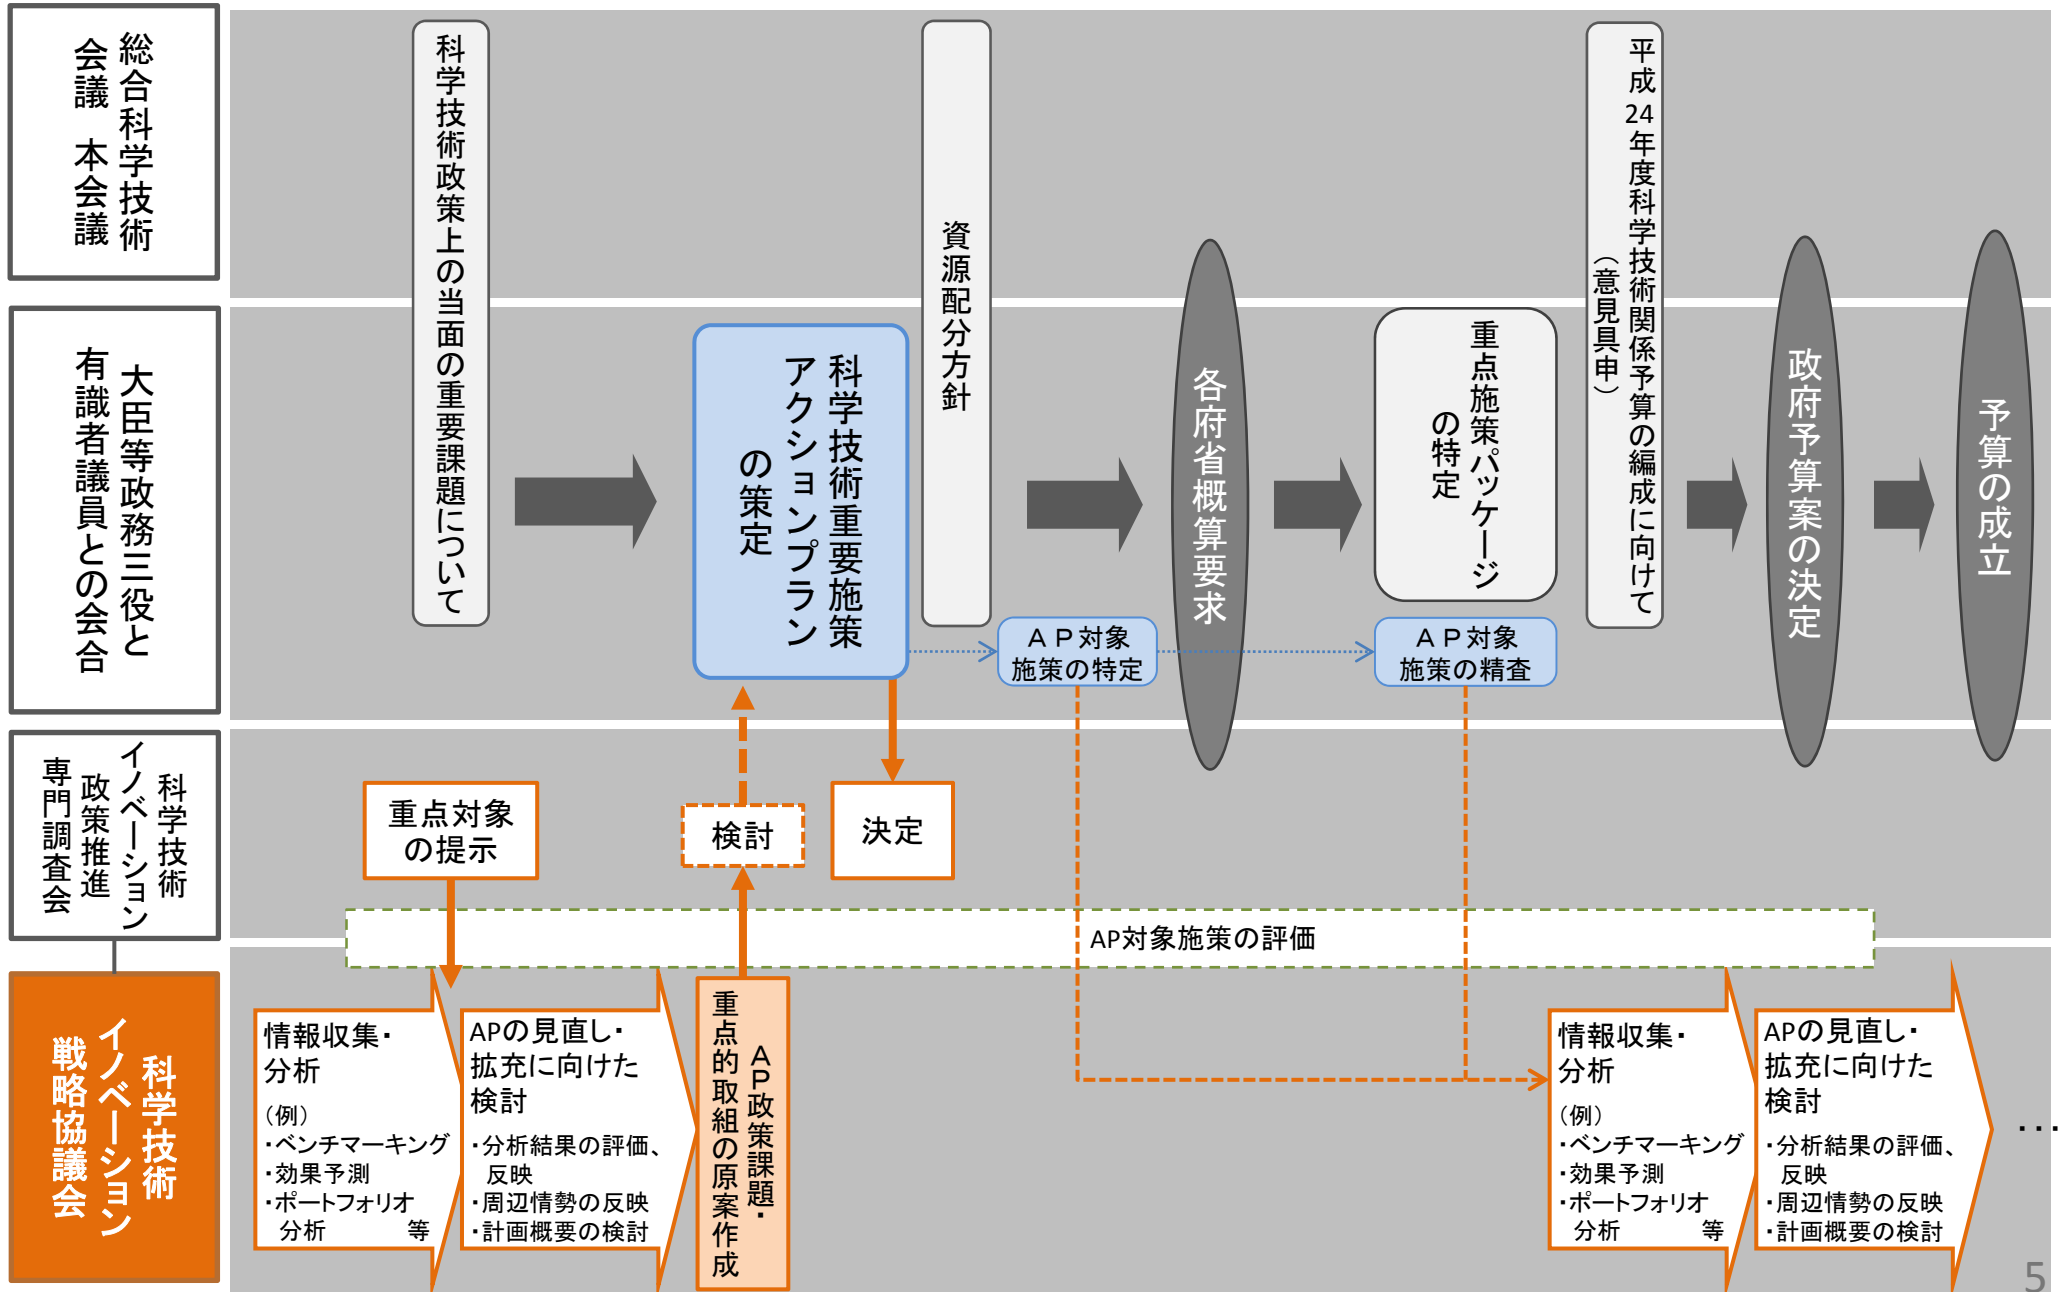 総合科学技術
会議 本会議
科学技術政策上の当面の重要課題について
資源配分方針
平成24年度科学技術関係予算の編成に向けて
（意見具申）
大臣等政務三役と
有識者議員との会合
科学技術重要施策
アクションプラン
の策定
各府省概算要求
重点施策パッケージ
の特定
政府予算案の決定
予算の成立
ＡＰ対象
施策の特定
ＡＰ対象
施策の精査
科学技術
イノベーション
政策推進
専門調査会
重点対象
の提示
検討
決定
AP対象施策の評価
科学技術
イノベーション
戦略協議会
情報収集・
分析
（例）
・ベンチマーキング
・効果予測
・ポートフォリオ
分析 等
APの見直し・
拡充に向けた
検討
・分析結果の評価、
反映
・周辺情勢の反映
・計画概要の検討
ＡＰ政策課題・
重点的取組の原案作成
情報収集・
分析
（例）
・ベンチマーキング
・効果予測
・ポートフォリオ
分析 等
APの見直し・
拡充に向けた
検討
・分析結果の評価、
反映
・周辺情勢の反映
・計画概要の検討
・・・
5